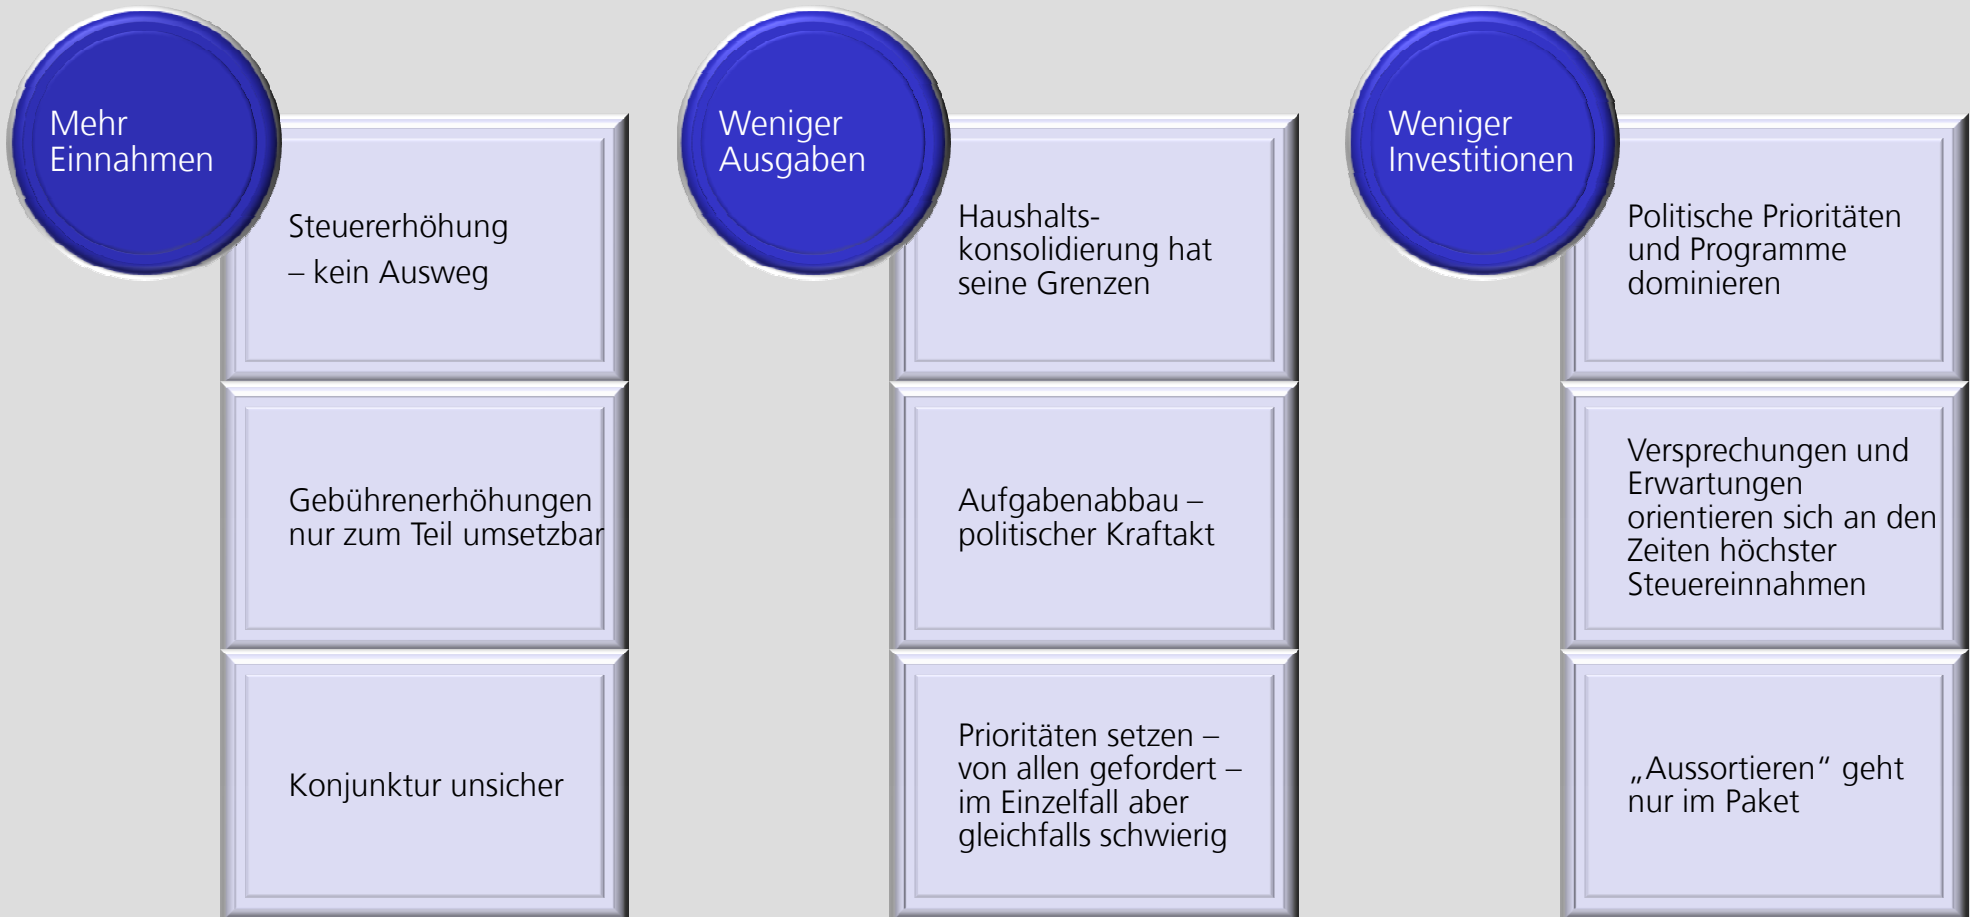 Mehr
Einnahmen
Steuererhöhung
– kein Ausweg
Gebührenerhöhungen
nur zum Teil umsetzbar
Konjunktur unsicher
Weniger
Ausgaben
Haushalts-
konsolidierung hat
seine Grenzen
Aufgabenabbau –
politischer Kraftakt
Prioritäten setzen –
von allen gefordert –
im Einzelfall aber
gleichfalls schwierig
Weniger
Investitionen
Politische Prioritäten
und Programme
dominieren
Versprechungen und
Erwartungen
orientieren sich an den
Zeiten höchster
Steuereinnahmen
„Aussortieren“ geht
nur im Paket